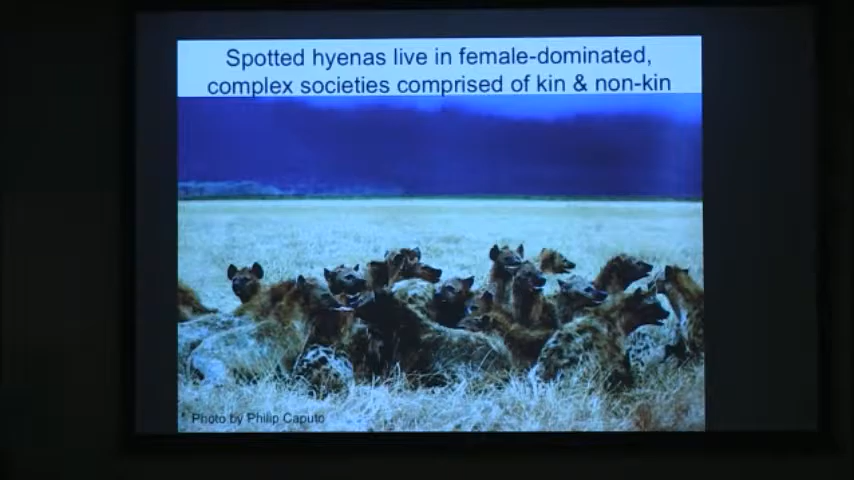 Spotted hyenas live in female-dominated,
complex societies comprised of kin & non-kin
Photo by Philip Caputo